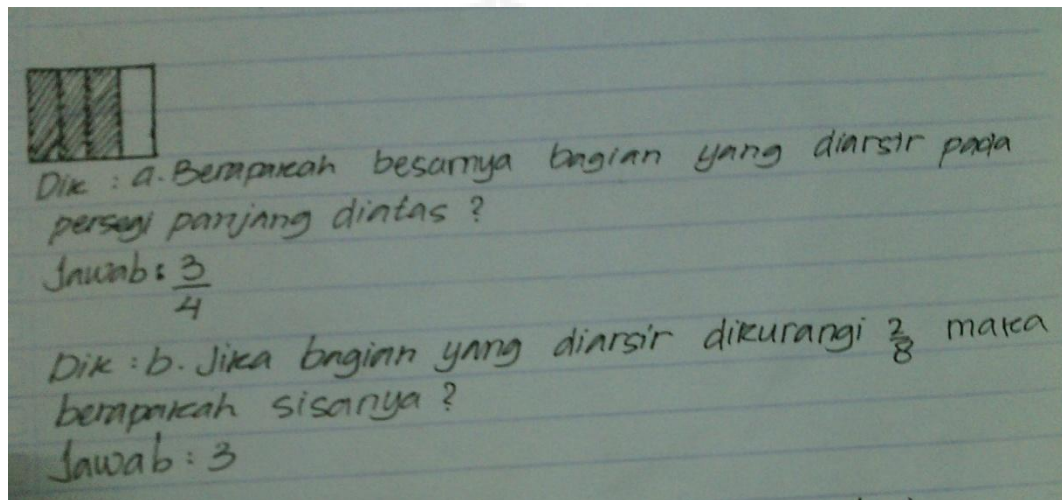 Dik : a. Berapakah besarnya bagian yang diarsir pada
persegi panjang diatas ?
Jawab : 3/4
Dik : b. Jika bagian yang diarsir dikurangi 2/8 maka
berapakah sisanya ?
Jawab : 3